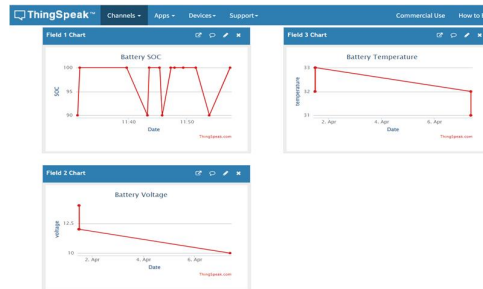 ThingSpeak™ Channels Apps Devices Support Commercial Use How to
Field 1 Chart
Battery SOC
SOC
100
95
90
11:40 11:50
Date
ThingSpeak.com
Field 3 Chart
Battery Temperature
temperature
33
32
31
2. Apr 4. Apr 6. Apr
Date
ThingSpeak.com
Field 2 Chart
Battery Voltage
voltage
12.5
10
2. Apr 4. Apr 6. Apr
Date
ThingSpeak.com